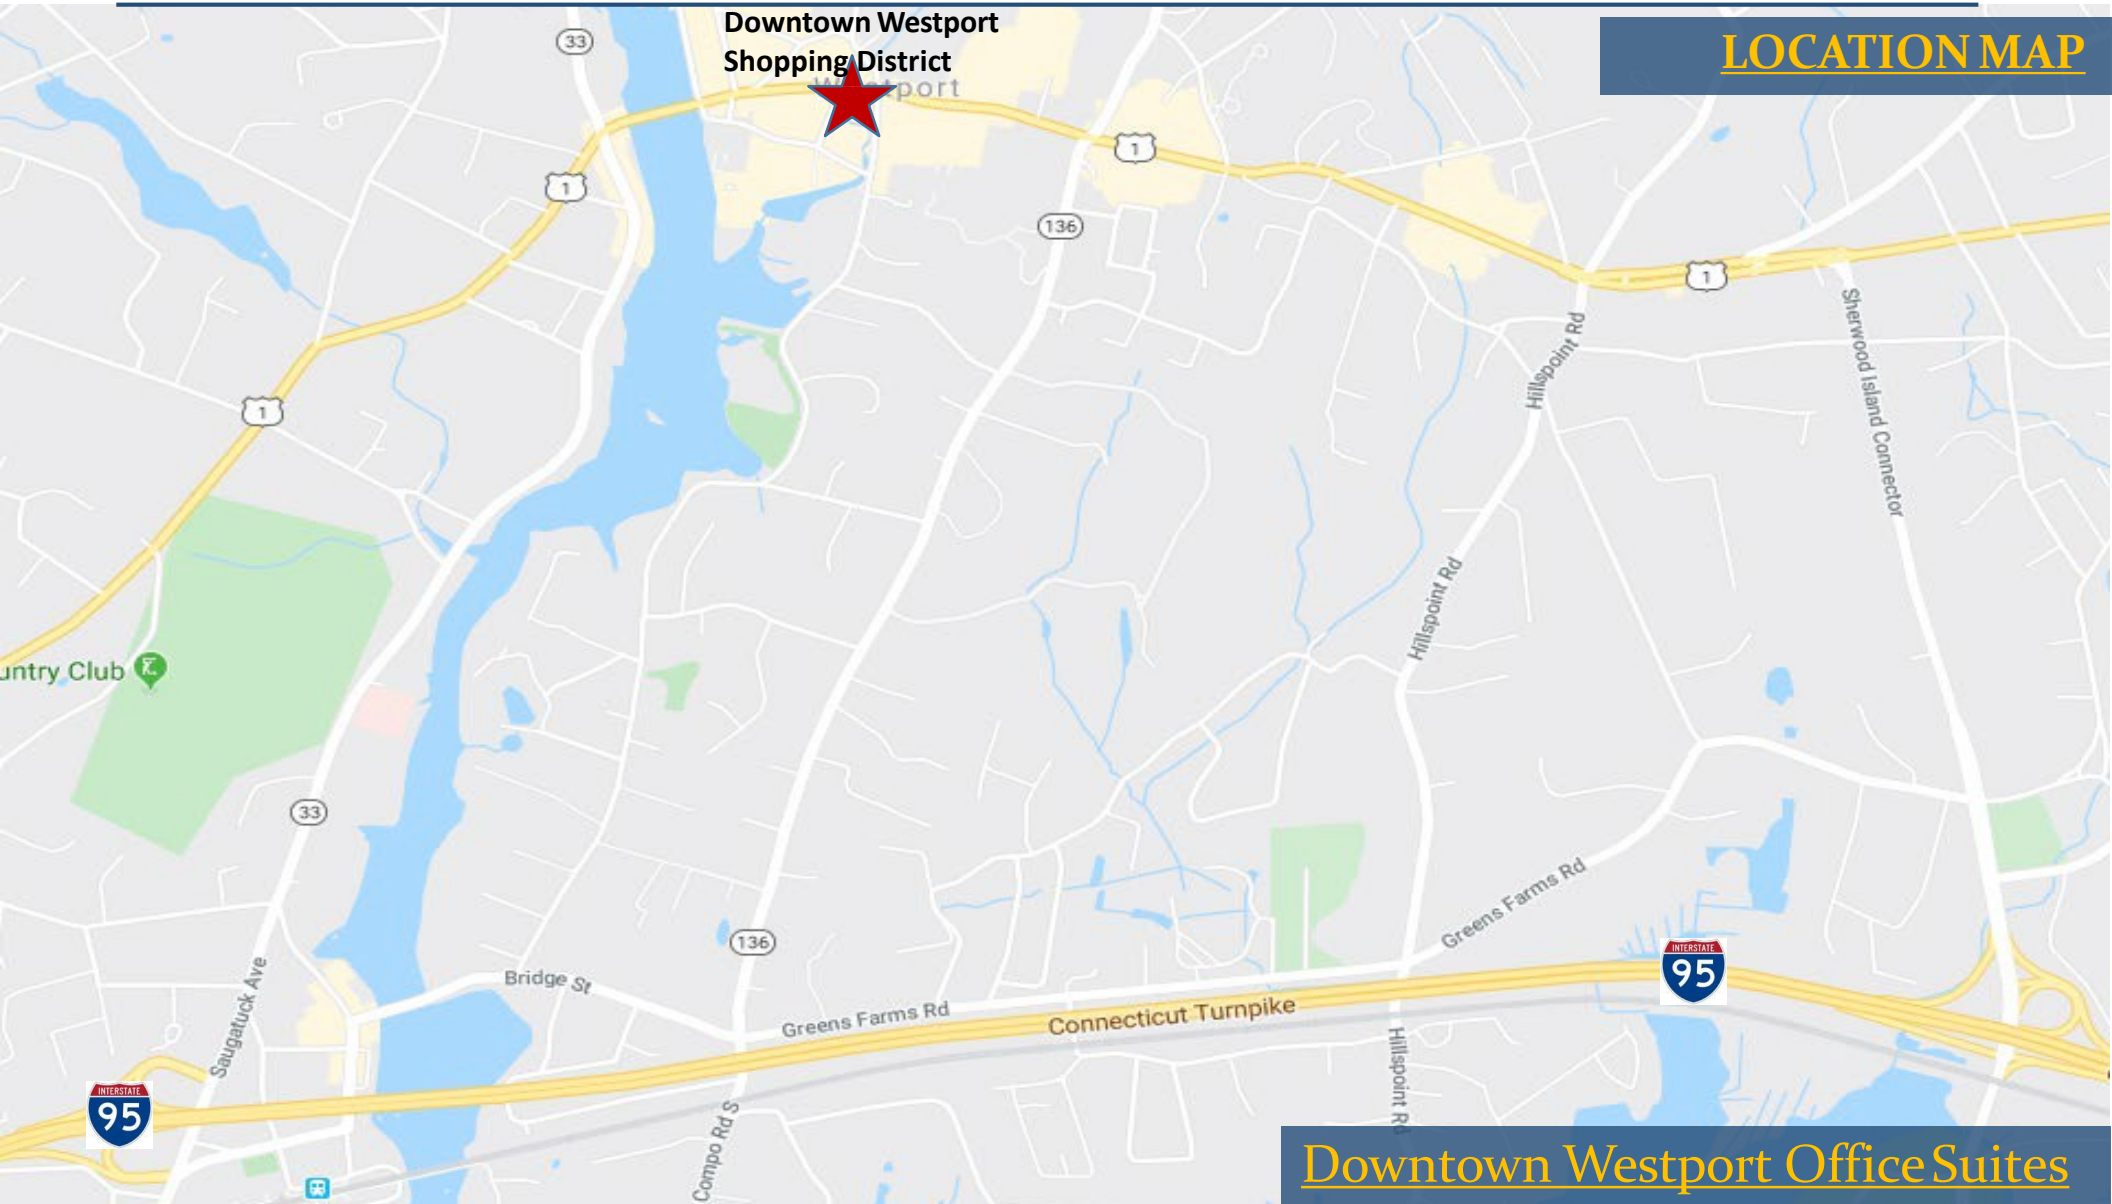 Downtown Westport
Shopping District
LOCATION MAP
33
port
1
1
136
1
Hillspoint Rd
Sherwood Island Connector
1
Hillspoint Rd
untry Club
33
Greens Farms Rd
136
INTERSTATE
95
Saugatuck Ave
Bridge St
Greens Farms Rd
Connecticut Turnpike
Hillspoint Rd
INTERSTATE
95
Compo Rd S
Downtown Westport Office Suites